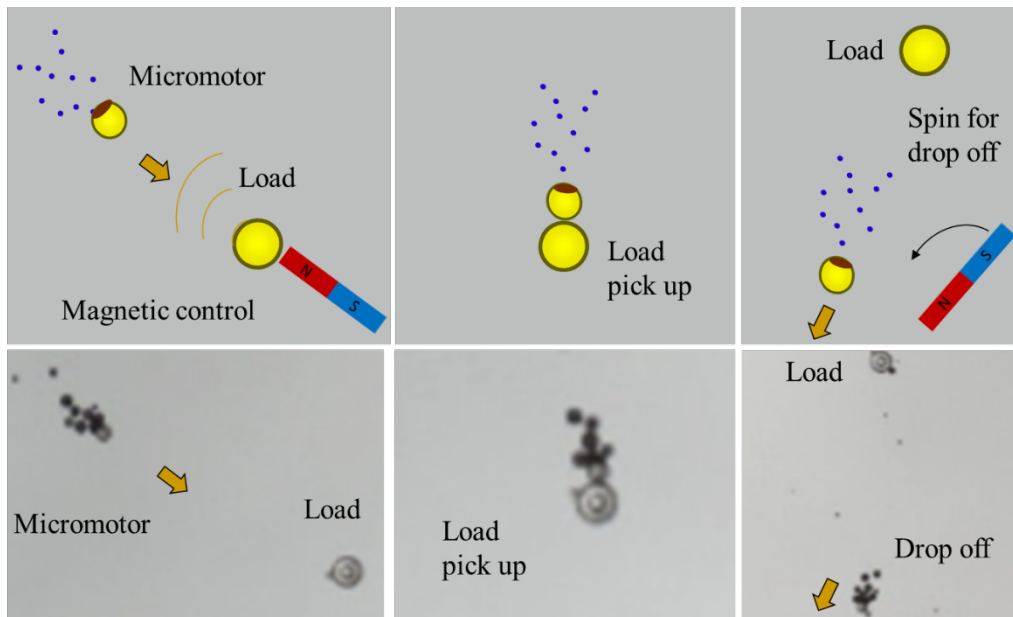 Micromotor
Load
N
S
Magnetic control
Load
pick up
Load
Spin for
drop off
S
N
Micromotor
Load
Load
pick up
Load
Drop off